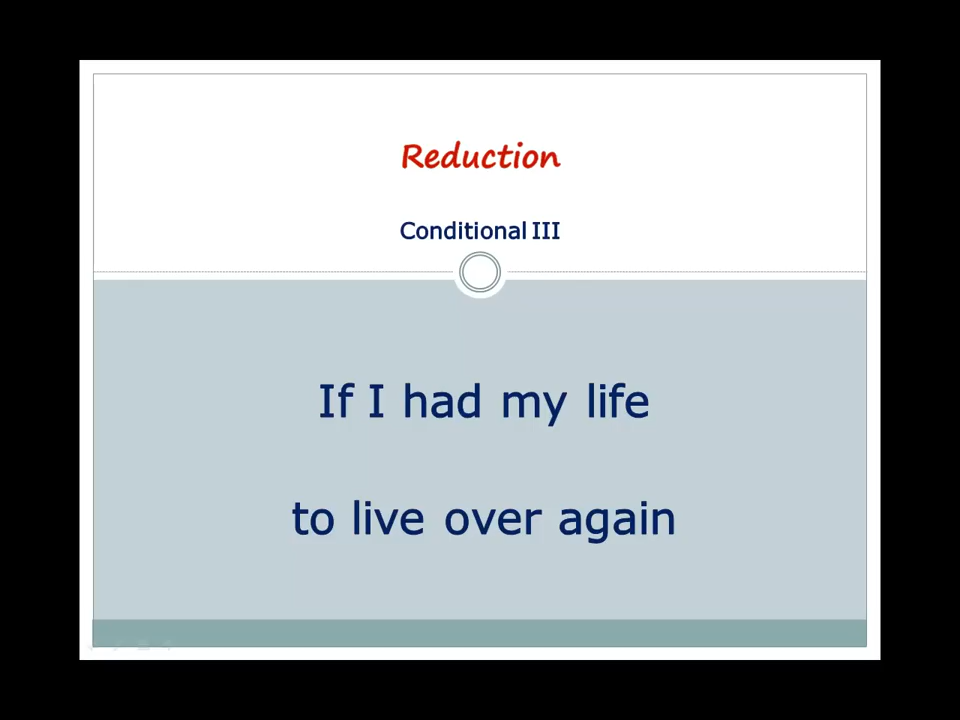 Reduction
Conditional III
If I had my life
to live over again